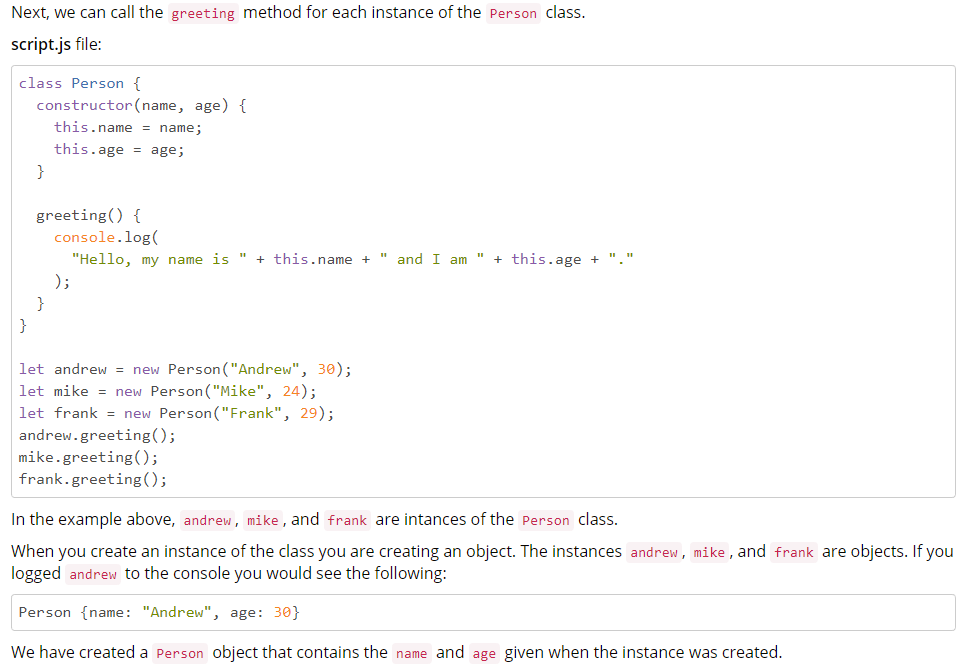 Next, we can call the greeting method for each instance of the Person class.
script.js file:
class Person {
  constructor(name, age) {
    this.name = name;
    this.age = age;
  }
  greeting() {
    console.log(
      "Hello, my name is " + this.name + " and I am " + this.age + "."
    );
  }
}
let andrew = new Person("Andrew", 30);
let mike = new Person("Mike", 24);
let frank = new Person("Frank", 29);
andrew.greeting();
mike.greeting();
frank.greeting();
In the example above, andrew, mike, and frank are intances of the Person class.
When you create an instance of the class you are creating an object. The instances andrew, mike, and frank are objects. If you
logged andrew to the console you would see the following:
Person {name: "Andrew", age: 30}
We have created a Person object that contains the name and age given when the instance was created.